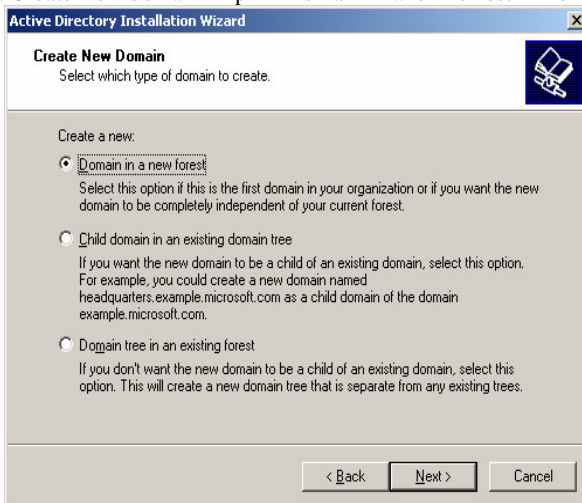 Active Directory Installation Wizard
Create New Domain
Select which type of domain to create.
Create a new:
Domain in a new forest
Select this option if this is the first domain in your organization or if you want the new
domain to be completely independent of your current forest.
Child domain in an existing domain tree
If you want the new domain to be a child of an existing domain, select this option.
For example, you could create a new domain named
headquarters.example.microsoft.com as a child domain of the domain
example.microsoft.com.
Domain tree in an existing forest
If you don't want the new domain to be a child of an existing domain, select this
option. This will create a new domain tree that is separate from any existing trees.
< Back Next > Cancel